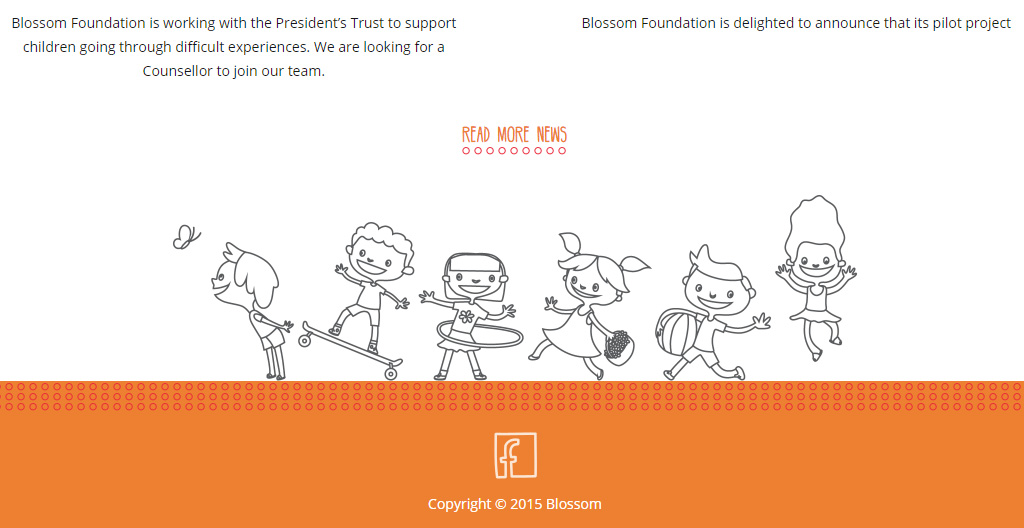 Blossom Foundation is working with the President’s Trust to support
children going through difficult experiences. We are looking for a
Counsellor to join our team.
Blossom Foundation is delighted to announce that its pilot project
READ MORE NEWS
f
Copyright © 2015 Blossom